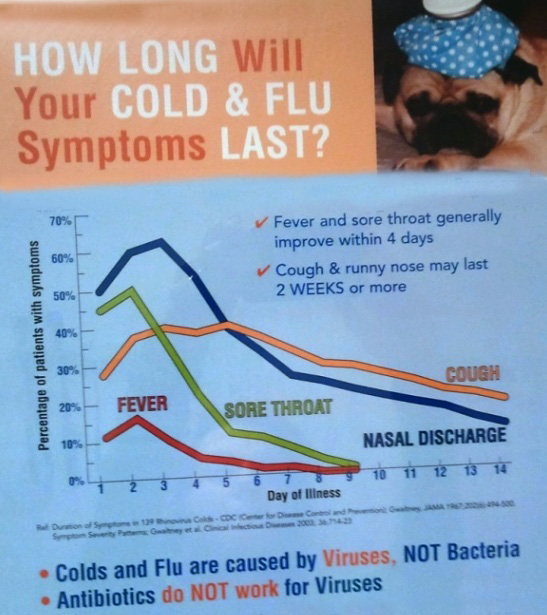 HOW LONG Will
Your COLD & FLU
Symptoms LAST?
✓ Fever and sore throat generally
improve within 4 days
✓ Cough & runny nose may last
2 WEEKS or more
Percentage of patients with symptoms
70%
60%
50%
40%
30%
20%
10%
0%
COUGH
FEVER
SORE THROAT
NASAL DISCHARGE
1 2 3 4 5 6 7 8 9 10 11 12 13 14
Day of Illness
Ref: Duration of Symptoms in 139 Rhinovirus Colds - CDC (Center for Disease Control and Prevention); Gwaltney, JAMA 1967;202(6):494-500.
Symptom Severity Patterns; Gwaltney et al. Clinical Infectious Diseases 2003; 36:714-23
• Colds and Flu are caused by Viruses, NOT Bacteria
• Antibiotics do NOT work for Viruses